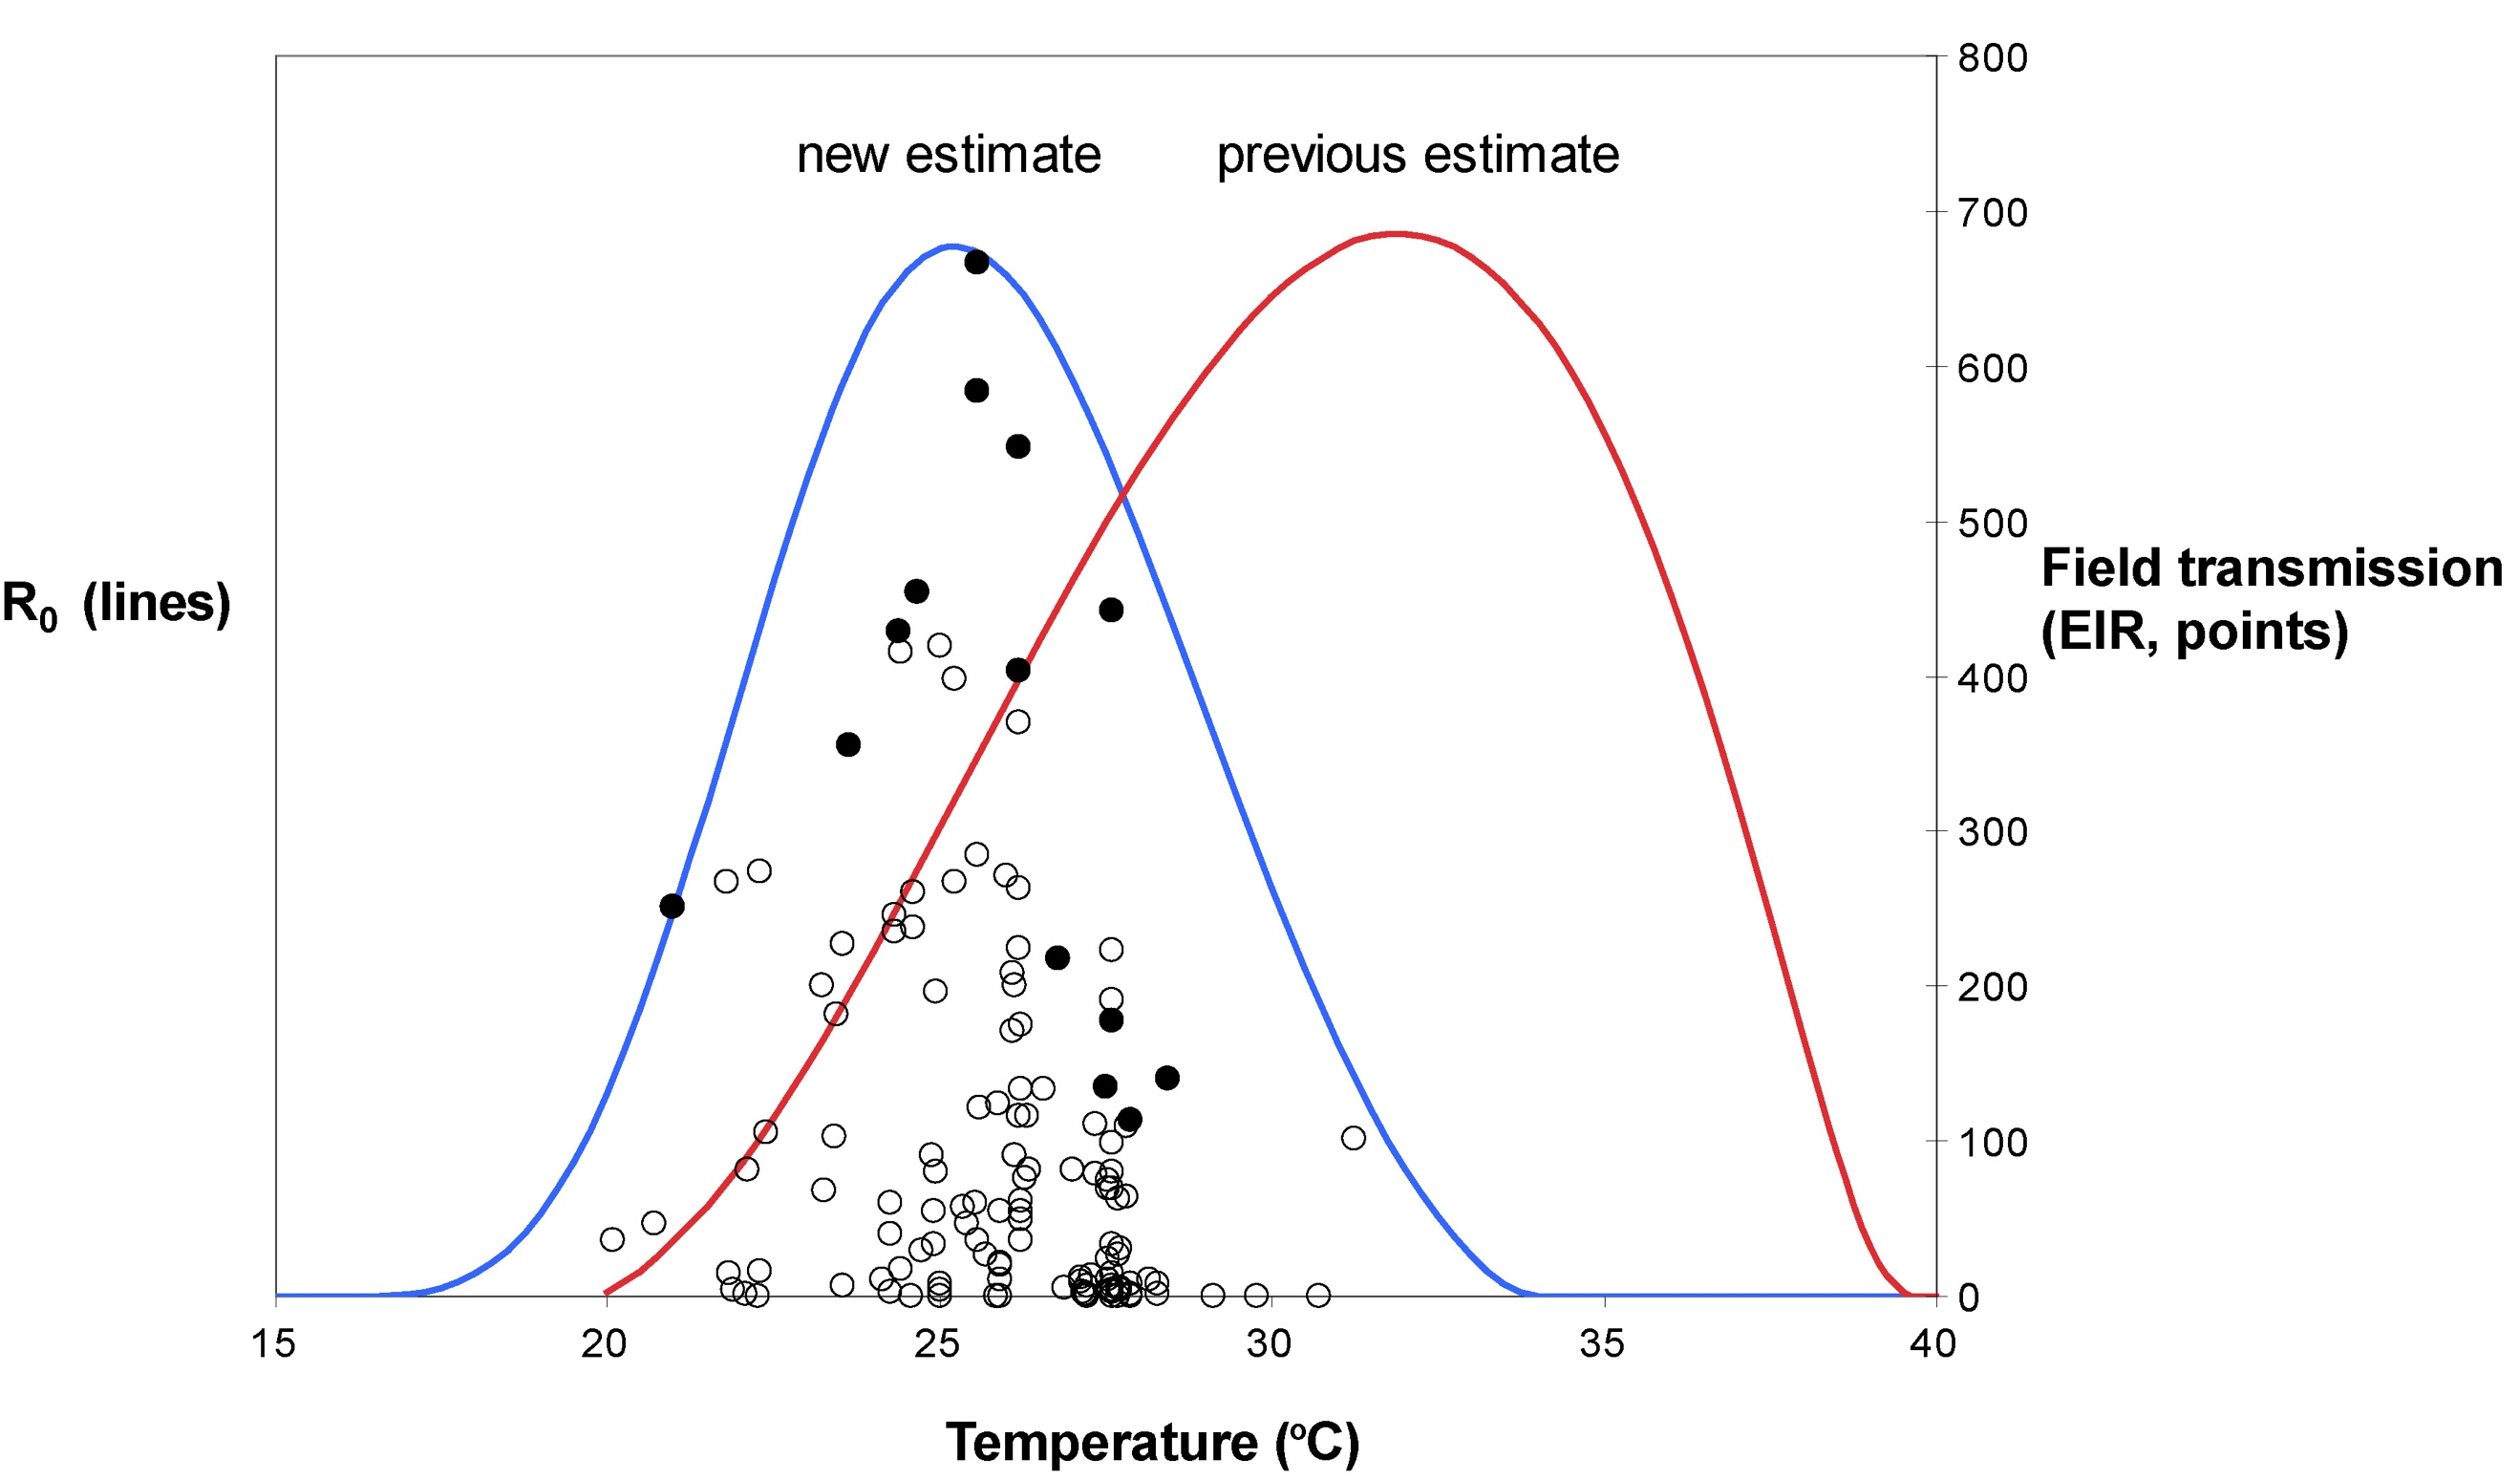 new estimate
previous estimate
R0 (lines)
Field transmission
(EIR, points)
800
700
600
500
400
300
200
100
0
15
20
25
30
35
40
Temperature (ºC)